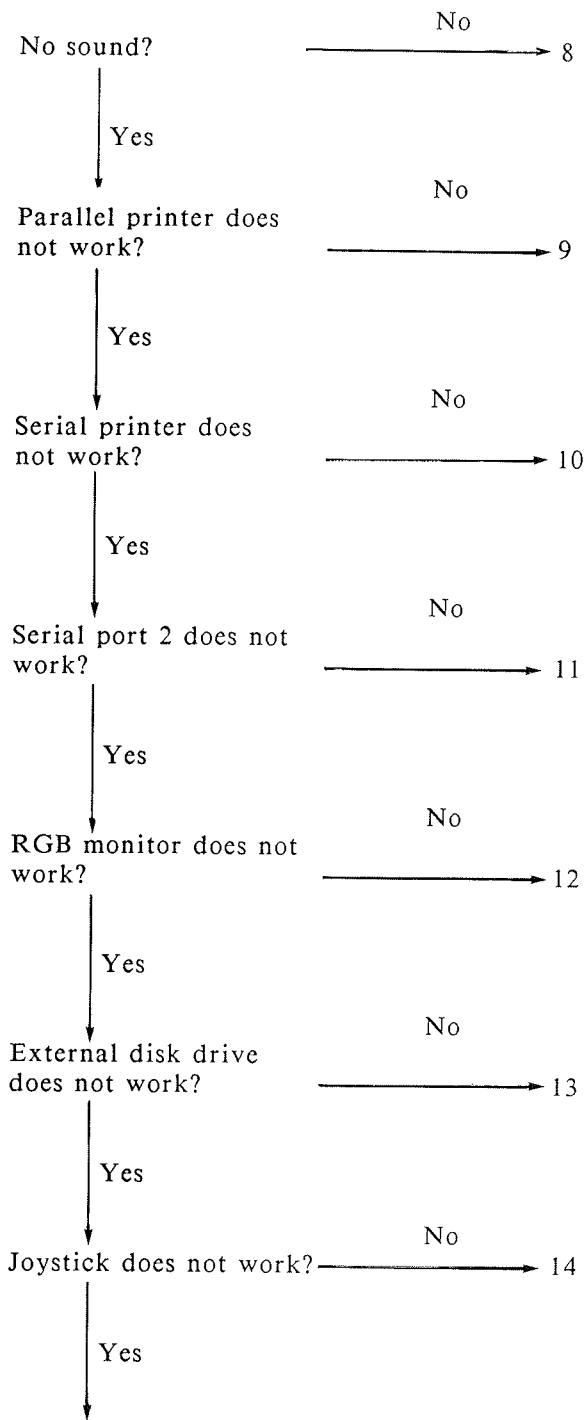 No
No sound?
8
Yes
No
Parallel printer does
not work?
9
Yes
No
Serial printer does
not work?
10
Yes
No
Serial port 2 does not
work?
11
Yes
No
RGB monitor does not
work?
12
Yes
No
External disk drive
does not work?
13
Yes
No
Joystick does not work?
14
Yes